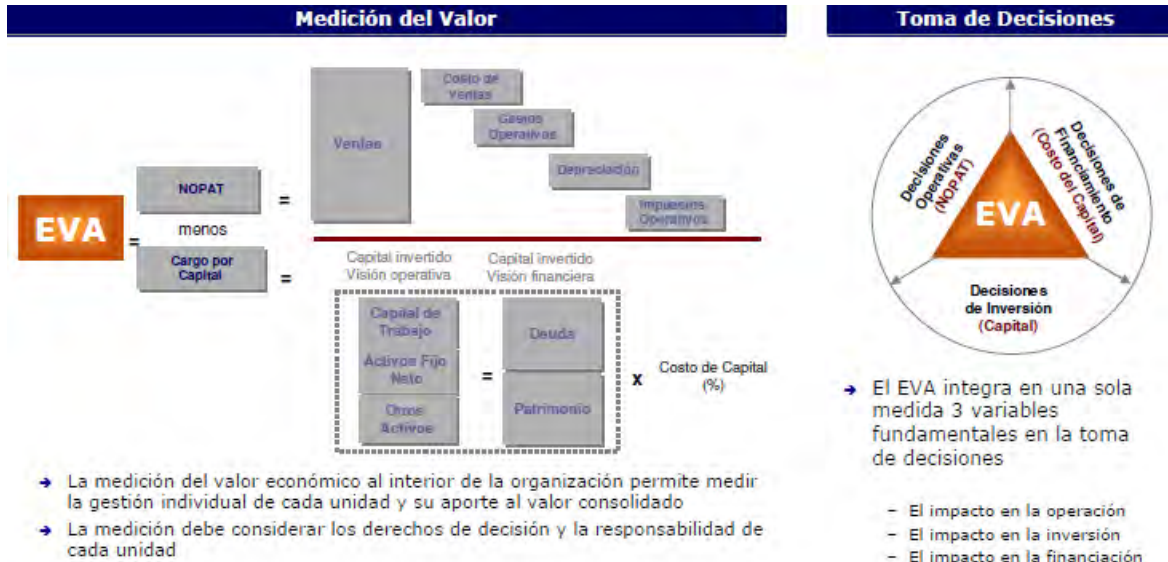 Medición del Valor
Costo de
Ventas
Gastos
Operativos
Ventas
Depreciación
Impuestos
Operativos
NOPAT
=
EVA
=
menos
Cargo por
Capital
=
Capital invertido
Visión operativa
Capital invertido
Visión financiera
Capital de
Trabajo
Activos Fijo
Neto
Otros
Activos
=
Deuda
Patrimonio
x
Costo de Capital
(%)
→ La medición del valor económico al interior de la organización permite medir
la gestión individual de cada unidad y su aporte al valor consolidado
→ La medición debe considerar los derechos de decisión y la responsabilidad de
cada unidad
Toma de Decisiones
Decisiones
Operativas
(NOPAT)
Decisiones de
Financiamiento
(Costo del Capital)
EVA
Decisiones
de Inversión
(Capital)
→ El EVA integra en una sola
medida 3 variables
fundamentales en la toma
de decisiones
– El impacto en la operación
– El impacto en la inversión
– El impacto en la financiación